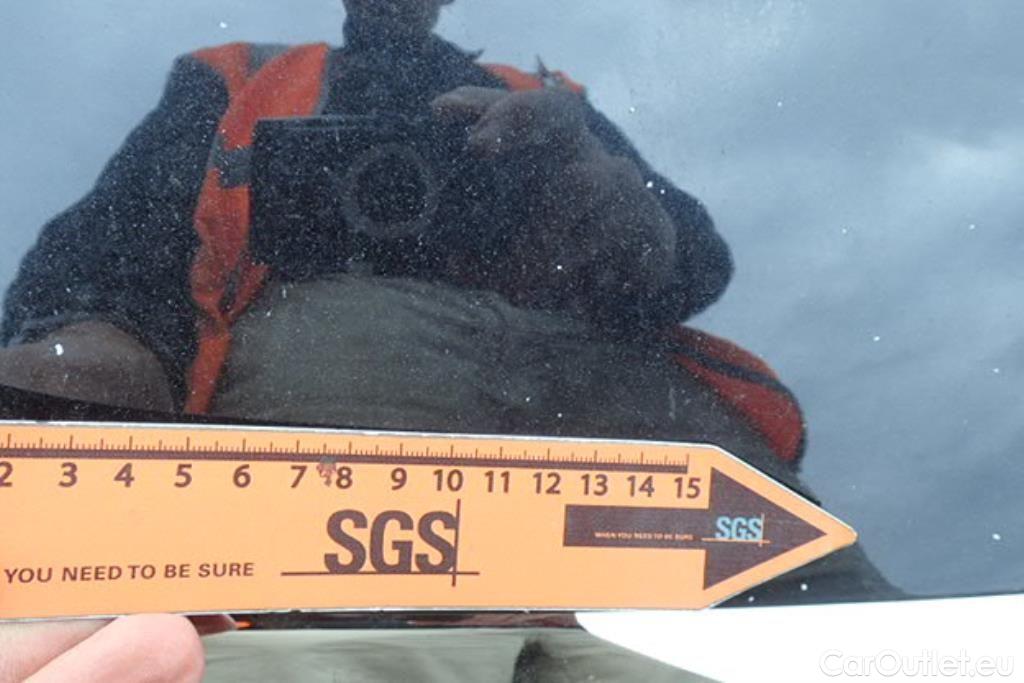 2 3 4 5 6 7 8 9 10 11 12 13 14 15
SGS
YOU NEED TO BE SURE
WHEN YOU NEED TO BE SURE
SGS
CarOutlet.eu